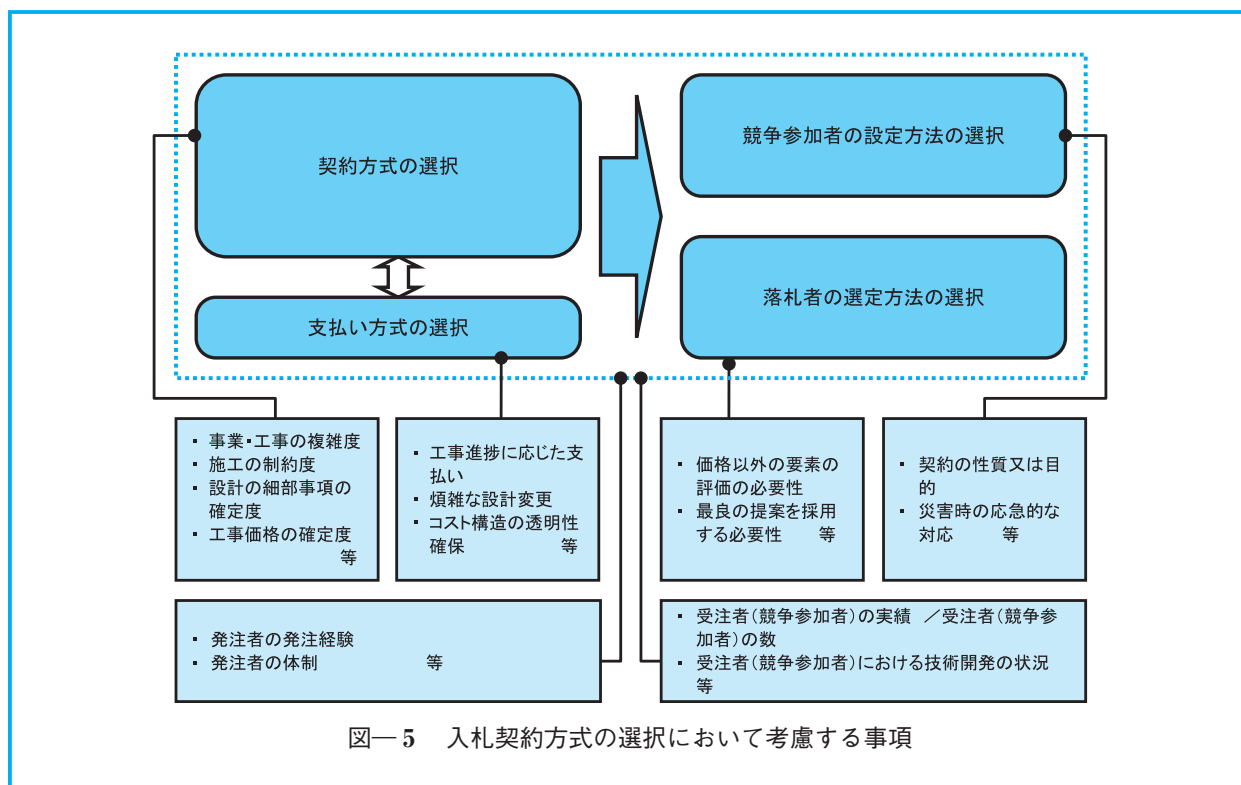 契約方式の選択
支払い方式の選択
競争参加者の設定方法の選択
落札者の選定方法の選択
▪ 事業・工事の複雑度
▪ 施工の制約度
▪ 設計の細部事項の
確定度
▪ 工事価格の確定度
等
▪ 工事進捗に応じた支
払い
▪ 煩雑な設計変更
▪ コスト構造の透明性
確保 等
▪ 価格以外の要素の
評価の必要性
▪ 最良の提案を採用
する必要性 等
▪ 契約の性質又は目
的
▪ 災害時の応急的な
対応 等
▪ 発注者の発注経験
▪ 発注者の体制 等
▪ 受注者(競争参加者)の実績 /受注者(競争参
加者)の数
▪ 受注者(競争参加者)における技術開発の状況
等
図―5 入札契約方式の選択において考慮する事項